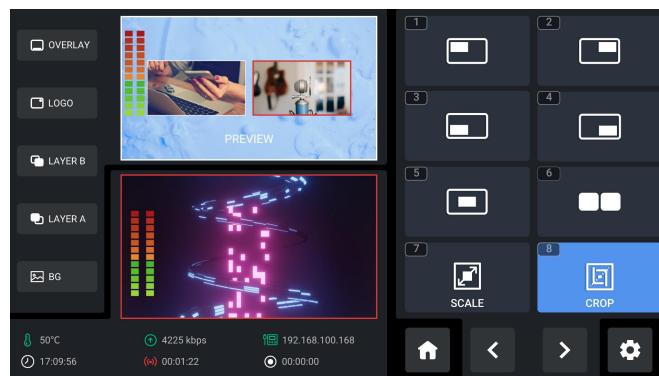 OVERLAY
LOGO
LAYER B
LAYER A
BG
PREVIEW
50°C
4225 kbps
192.168.100.168
17:09:56
00:01:22
00:00:00
1
2
3
4
5
6
7
SCALE
8
CROP